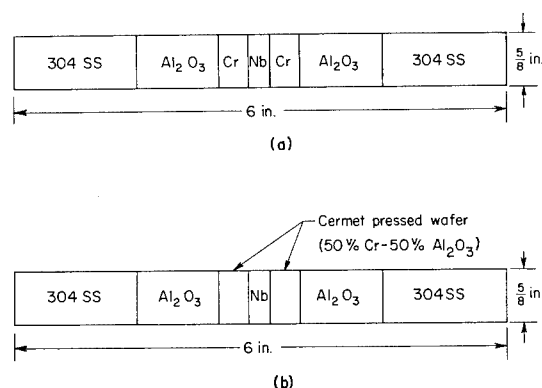 304 SS Al2O3 Cr Nb Cr Al2O3 304 SS 5/8 in.
6 in.
(a)
Cermet pressed wafer
(50% Cr-50% Al2O3)
304 SS Al2O3 Nb Al2O3 304SS 5/8 in
6 in.
(b)